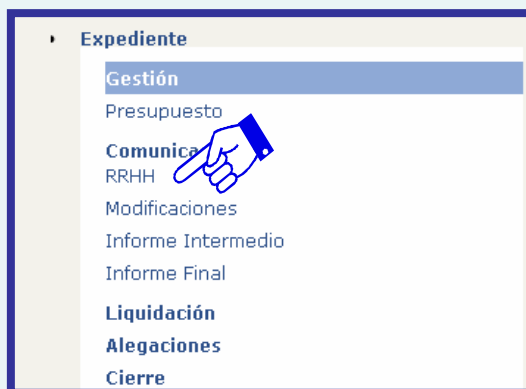 Expediente
Gestión
Presupuesto
Comunica
RRHH
Modificaciones
Informe Intermedio
Informe Final
Liquidación
Alegaciones
Cierre